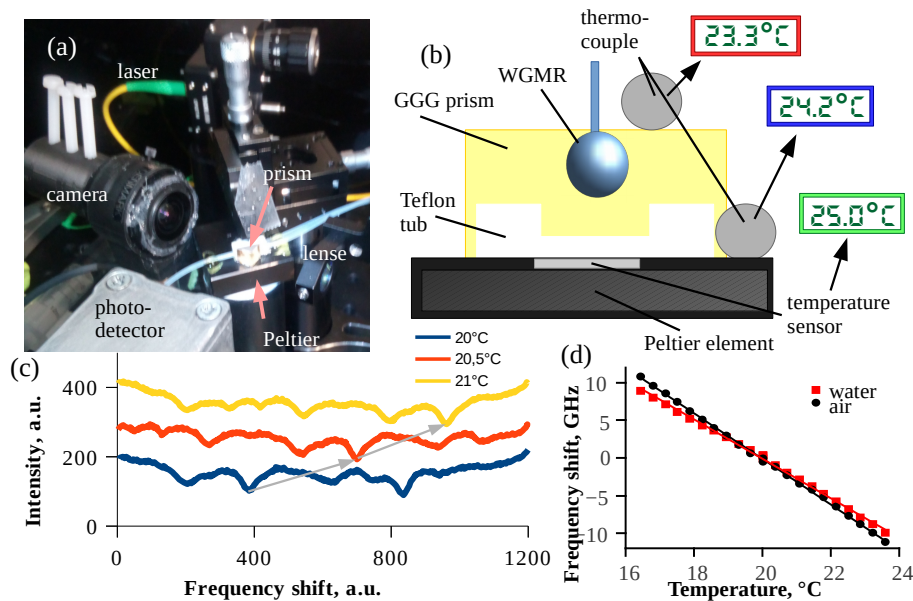 (a)
laser
camera
prism
lense
photo-
detector
Peltier
(b)
thermo-
couple
WGMR
GGG prism
Teflon
tub
23.3°C
24.2°C
25.0°C
temperature
sensor
Peltier element
(c)
20°C
20,5°C
21°C
Intensity, a.u.
400
200
0
0
400
800
1200
Frequency shift, a.u.
(d)
water
air
Frequency shift, GHz
10
5
0
−5
−10
16
18
20
22
24
Temperature, °C